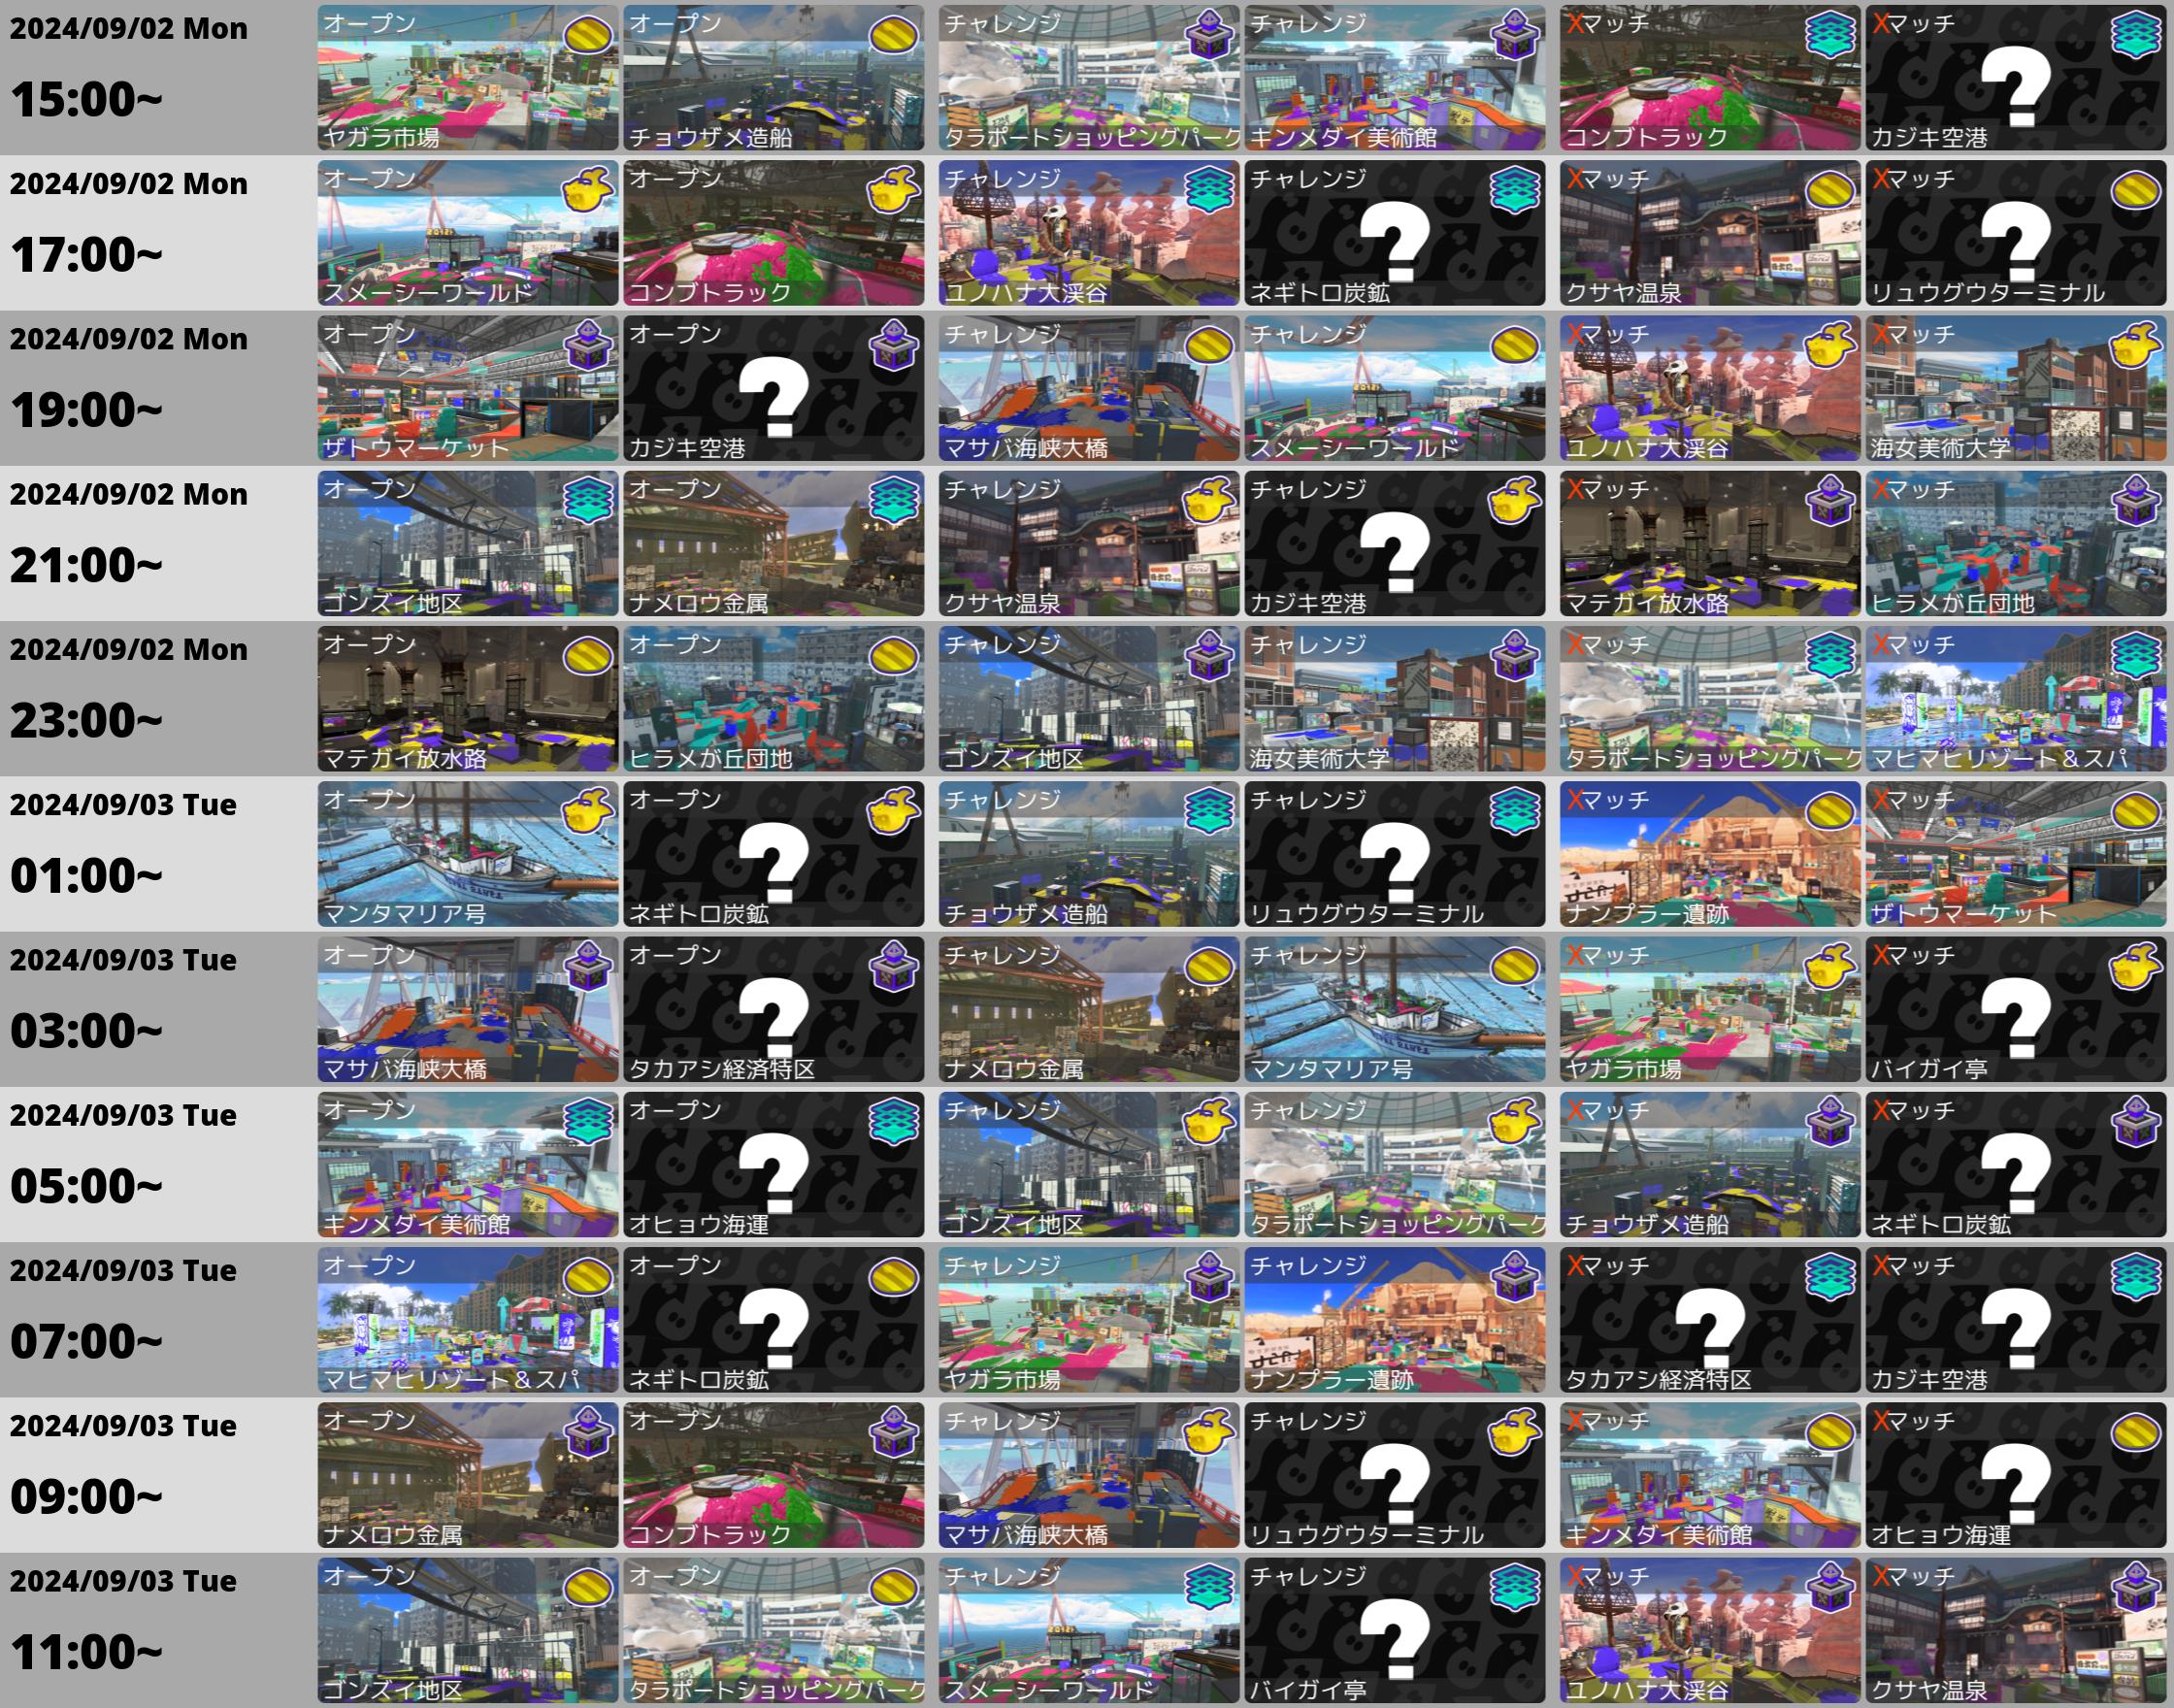 2024/09/02 Mon
15:00~
オープン
ヤガラ市場
オープン
チョウザメ造船
チャレンジ
タラポートショッピングパーク
チャレンジ
キンメダイ美術館
Xマッチ
コンブトラック
Xマッチ
?
カジキ空港
2024/09/02 Mon
17:00~
オープン
スメーシーワールド
オープン
コンブトラック
チャレンジ
ユノハナ大渓谷
チャレンジ
?
ネギトロ炭鉱
Xマッチ
クサヤ温泉
Xマッチ
?
リュウグウターミナル
2024/09/02 Mon
19:00~
オープン
ザトウマーケット
オープン
?
カジキ空港
チャレンジ
マサバ海峡大橋
チャレンジ
スメーシーワールド
Xマッチ
ユノハナ大渓谷
Xマッチ
海女美術大学
2024/09/02 Mon
21:00~
オープン
ゴンズイ地区
オープン
ナメロウ金属
チャレンジ
クサヤ温泉
チャレンジ
?
カジキ空港
Xマッチ
マテガイ放水路
Xマッチ
ヒラメが丘団地
2024/09/02 Mon
23:00~
オープン
マテガイ放水路
オープン
ヒラメが丘団地
チャレンジ
ゴンズイ地区
チャレンジ
海女美術大学
Xマッチ
タラポートショッピングパーク
Xマッチ
マヒマヒリゾート＆スパ
2024/09/03 Tue
01:00~
オープン
マンタマリア号
オープン
?
ネギトロ炭鉱
チャレンジ
チョウザメ造船
チャレンジ
?
リュウグウターミナル
Xマッチ
ナンプラー遺跡
Xマッチ
ザトウマーケット
2024/09/03 Tue
03:00~
オープン
マサバ海峡大橋
オープン
?
タカアシ経済特区
チャレンジ
ナメロウ金属
チャレンジ
マンタマリア号
Xマッチ
ヤガラ市場
Xマッチ
?
バイガイ亭
2024/09/03 Tue
05:00~
オープン
キンメダイ美術館
オープン
?
オヒョウ海運
チャレンジ
ゴンズイ地区
チャレンジ
タラポートショッピングパーク
Xマッチ
チョウザメ造船
Xマッチ
?
ネギトロ炭鉱
2024/09/03 Tue
07:00~
オープン
マヒマヒリゾート＆スパ
オープン
?
ネギトロ炭鉱
チャレンジ
ヤガラ市場
チャレンジ
ナンプラー遺跡
Xマッチ
?
タカアシ経済特区
Xマッチ
?
カジキ空港
2024/09/03 Tue
09:00~
オープン
ナメロウ金属
オープン
コンブトラック
チャレンジ
マサバ海峡大橋
チャレンジ
?
リュウグウターミナル
Xマッチ
キンメダイ美術館
Xマッチ
?
オヒョウ海運
2024/09/03 Tue
11:00~
オープン
ゴンズイ地区
オープン
タラポートショッピングパーク
チャレンジ
スメーシーワールド
チャレンジ
?
バイガイ亭
Xマッチ
ユノハナ大渓谷
Xマッチ
クサヤ温泉